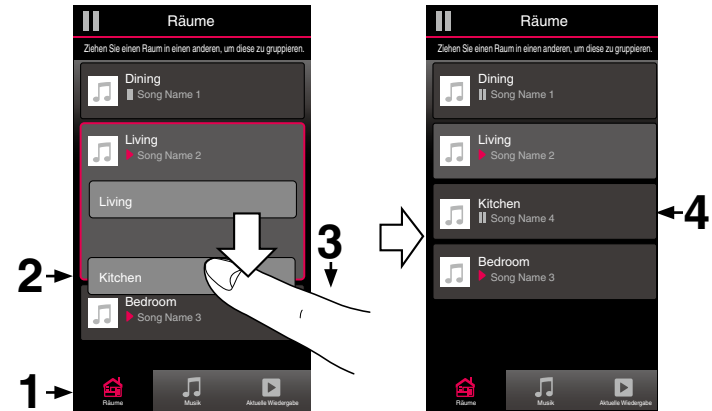 Räume
Ziehen Sie einen Raum in einen anderen, um diese zu gruppieren.
Dining
Song Name 1
Living
Song Name 2
Living
Kitchen
Bedroom
Song Name 3
Räume
Musik
Aktuelle Wiedergabe
1
2
3
Räume
Ziehen Sie einen Raum in einen anderen, um diese zu gruppieren.
Dining
Song Name 1
Living
Song Name 2
Kitchen
Song Name 4
Bedroom
Song Name 3
Räume
Musik
Aktuelle Wiedergabe
4